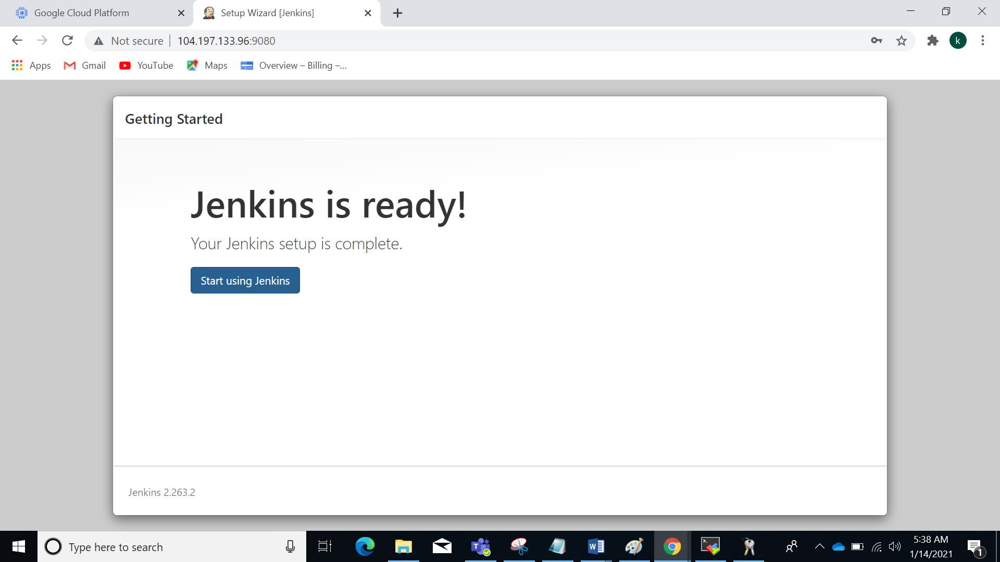 Google Cloud Platform
Setup Wizard [Jenkins]
Not secure
104.197.133.96:9080
k
Apps
Gmail
YouTube
Maps
Overview – Billing –...
Getting Started
Jenkins is ready!
Your Jenkins setup is complete.
Start using Jenkins
Jenkins 2.263.2
Type here to search
5:38 AM
1/14/2021
1